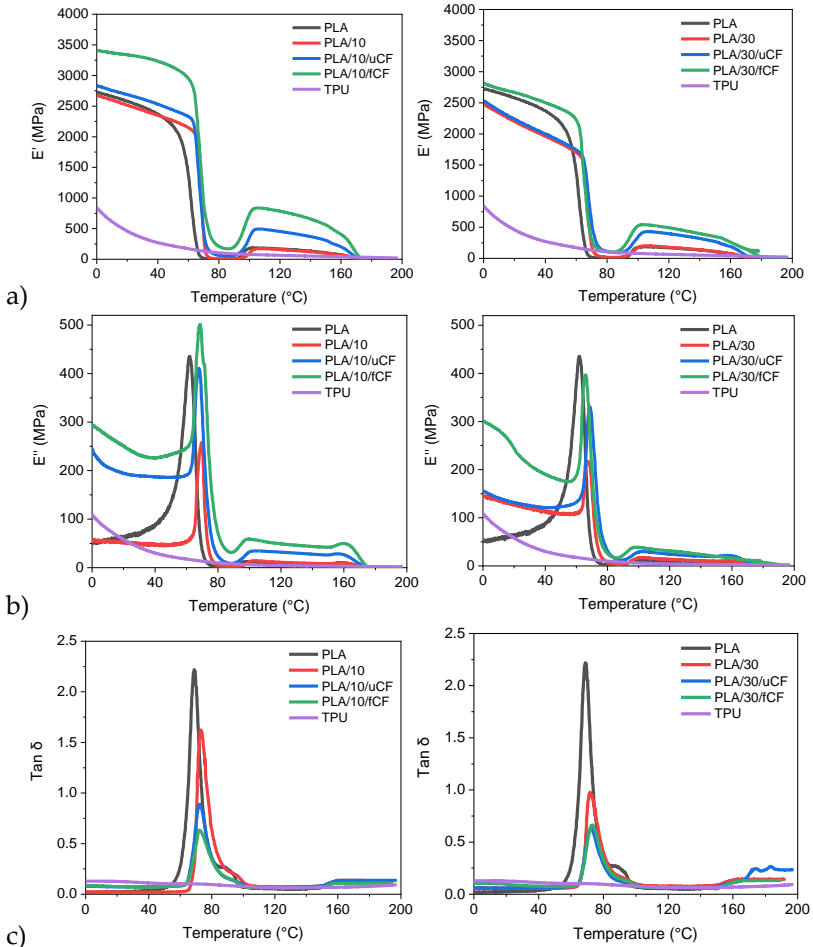 PLA
PLA/10
PLA/10/uCF
PLA/10/fCF
TPU
4000
3500
3000
2500
2000
1500
1000
500
0
E' (MPa)
0 40 80 120 160 200
Temperature (°C)
PLA
PLA/30
PLA/30/uCF
PLA/30/fCF
TPU
4000
3500
3000
2500
2000
1500
1000
500
0
E' (MPa)
0 40 80 120 160 200
Temperature (°C)
a)
PLA
PLA/10
PLA/10/uCF
PLA/10/fCF
TPU
500
400
300
200
100
0
E'' (MPa)
0 40 80 120 160 200
Temperature (°C)
PLA
PLA/30
PLA/30/uCF
PLA/30/fCF
TPU
500
400
300
200
100
0
E'' (MPa)
0 40 80 120 160 200
Temperature (°C)
b)
PLA
PLA/10
PLA/10/uCF
PLA/10/fCF
TPU
2.5
2.0
1.5
1.0
0.5
0.0
Tan δ
0 40 80 120 160 200
Temperature (°C)
PLA
PLA/30
PLA/30/uCF
PLA/30/fCF
TPU
2.5
2.0
1.5
1.0
0.5
0.0
Tan δ
0 40 80 120 160 200
Temperature (°C)
c)